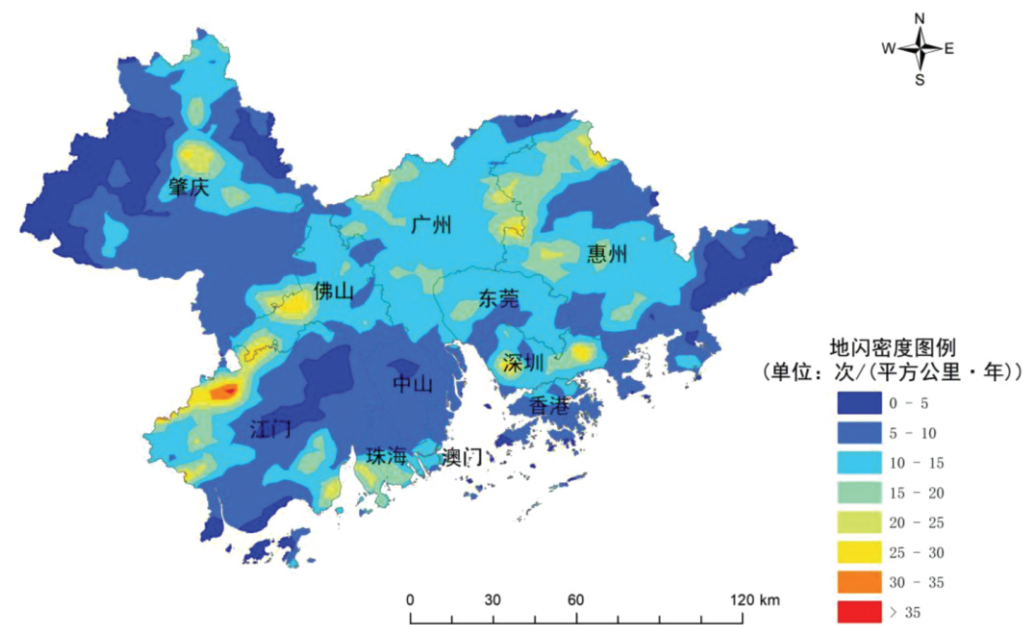 N
W E
S
肇庆
广州
惠州
佛山
东莞
深圳
中山
香港
江门
珠海 澳门
地闪密度图例
(单位：次/(平方公里·年))
0 - 5
5 - 10
10 - 15
15 - 20
20 - 25
25 - 30
30 - 35
> 35
0 30 60 120 km